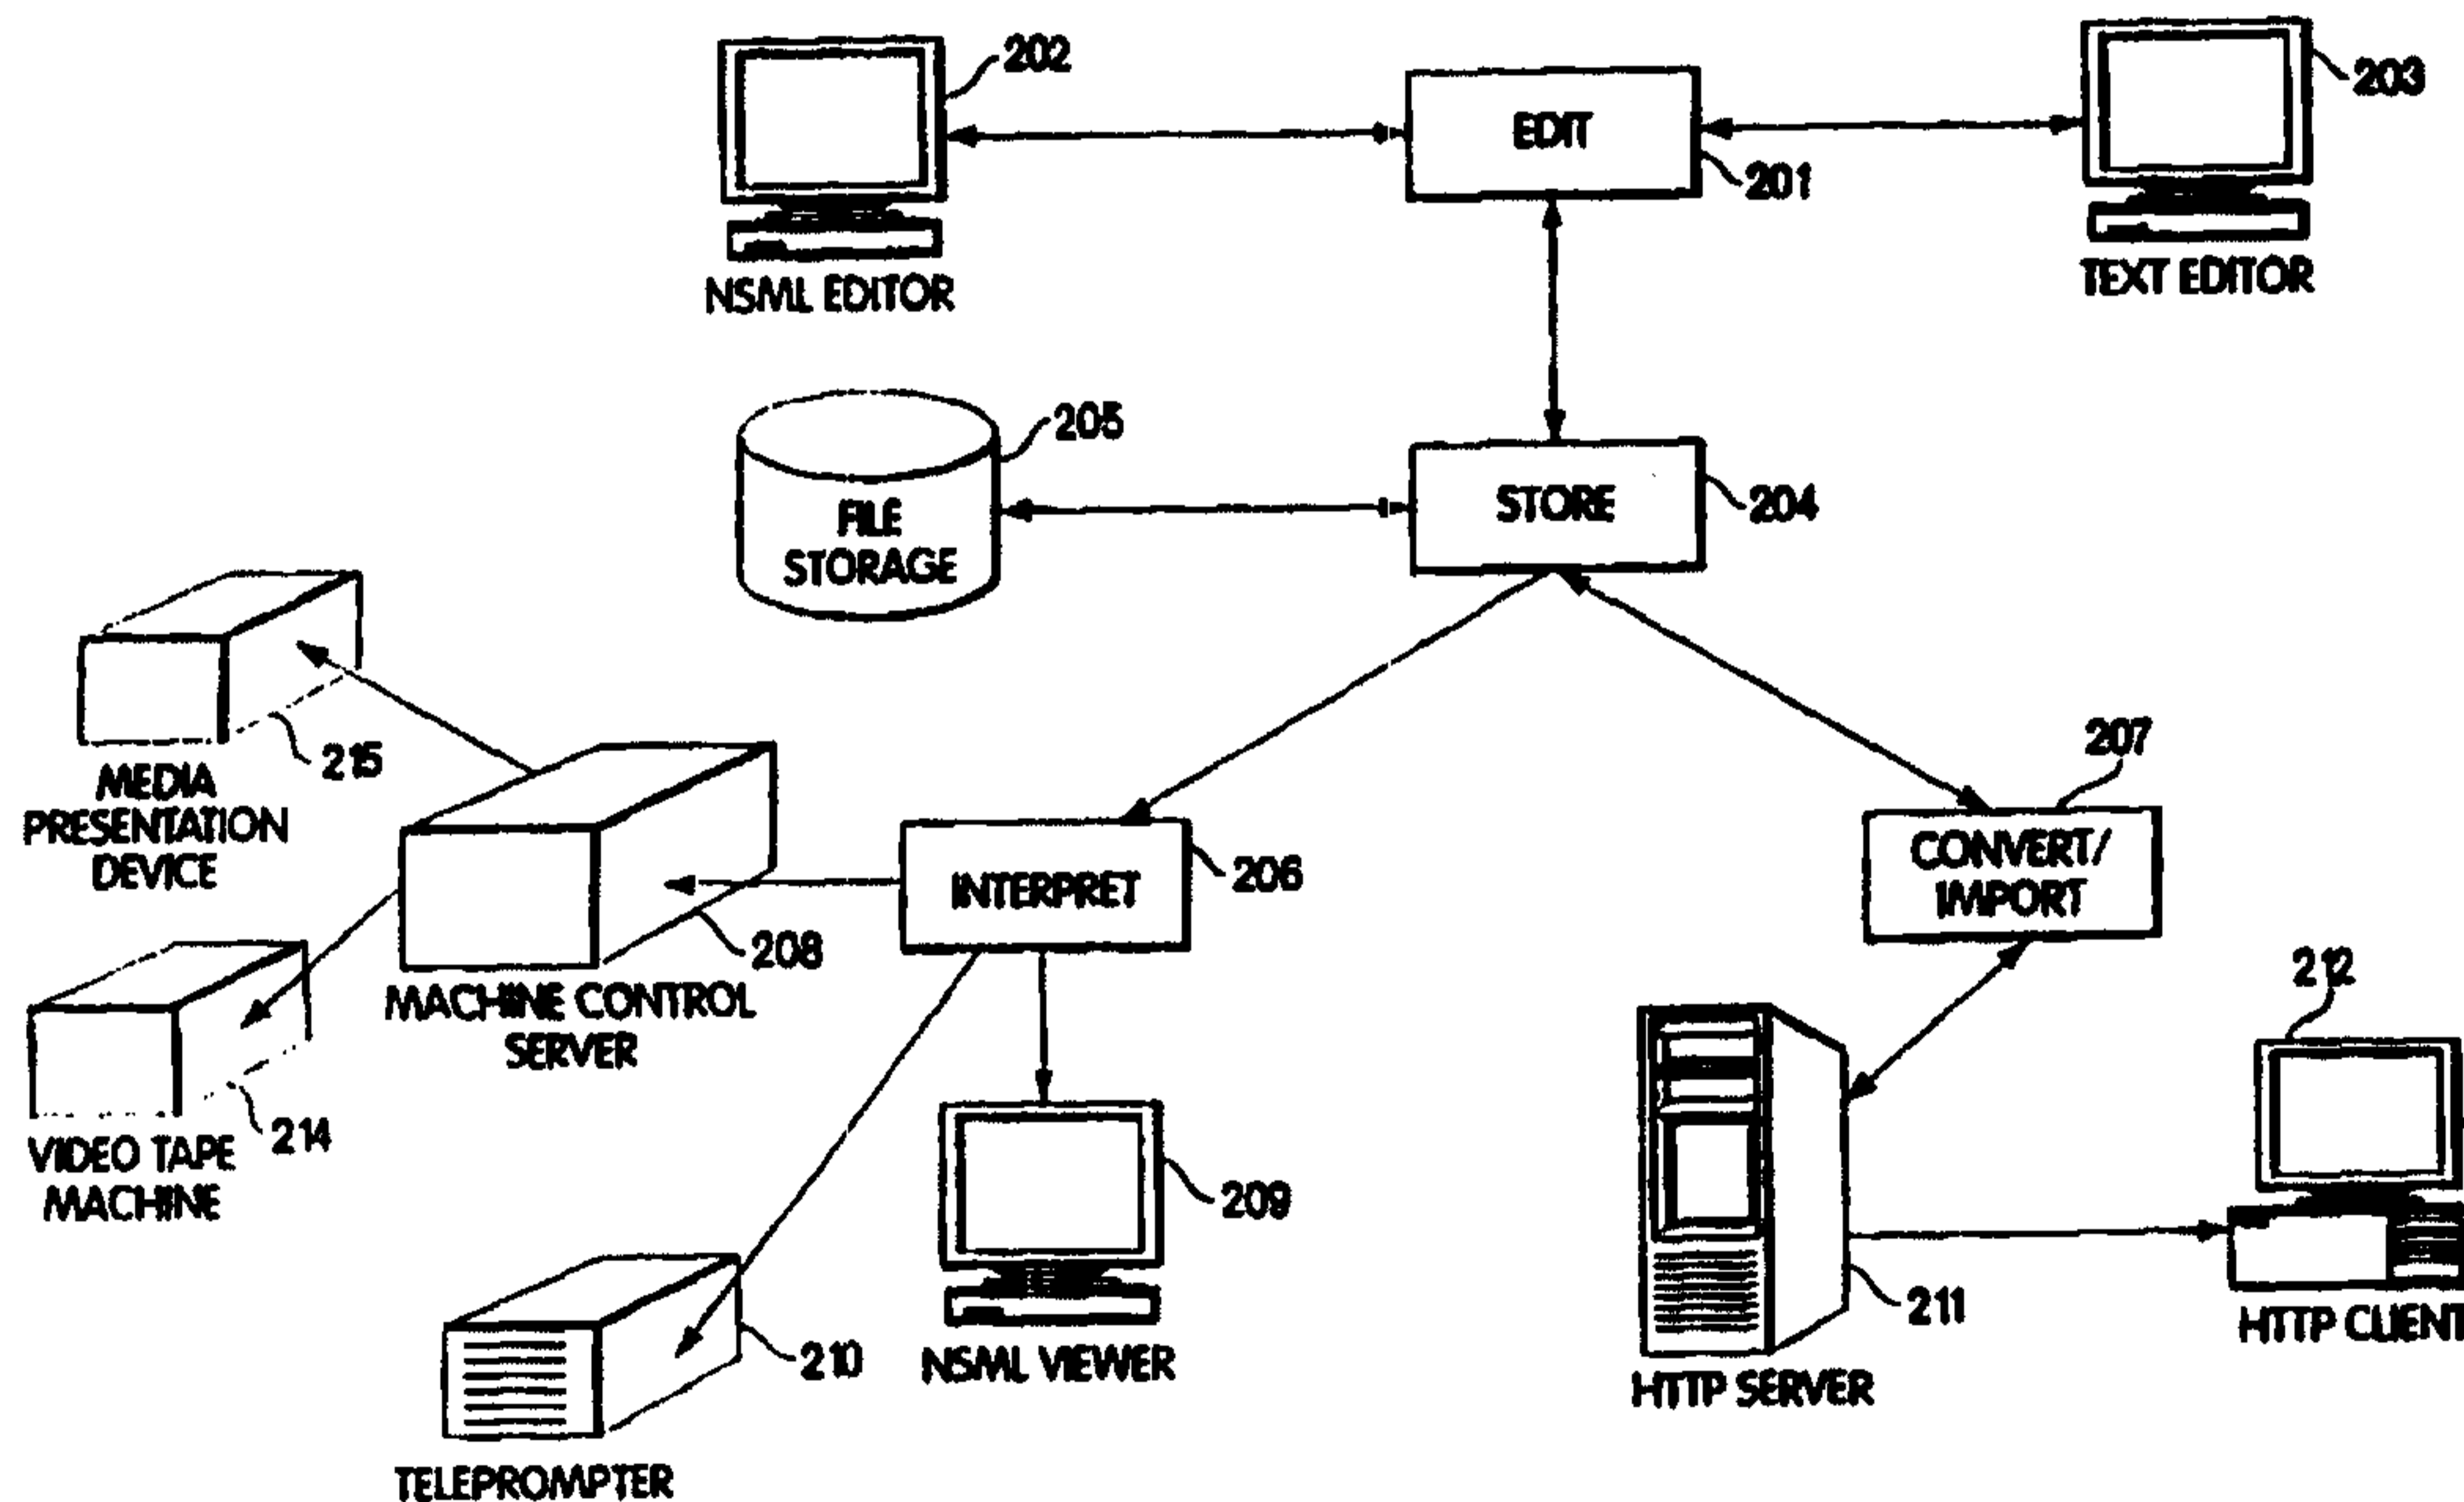 202
203
EDIT
201
NSML EDITOR
TEXT EDITOR
205
FILE
STORAGE
STORE
204
215
MEDIA
PRESENTATION
DEVICE
207
CONVERT/
IMPORT
INTERPRET
206
208
MACHINE CONTROL
SERVER
212
214
VIDEO TAPE
MACHINE
209
210
NSML VIEWER
211
HTTP CLIENT
HTTP SERVER
TELEPROMPTER